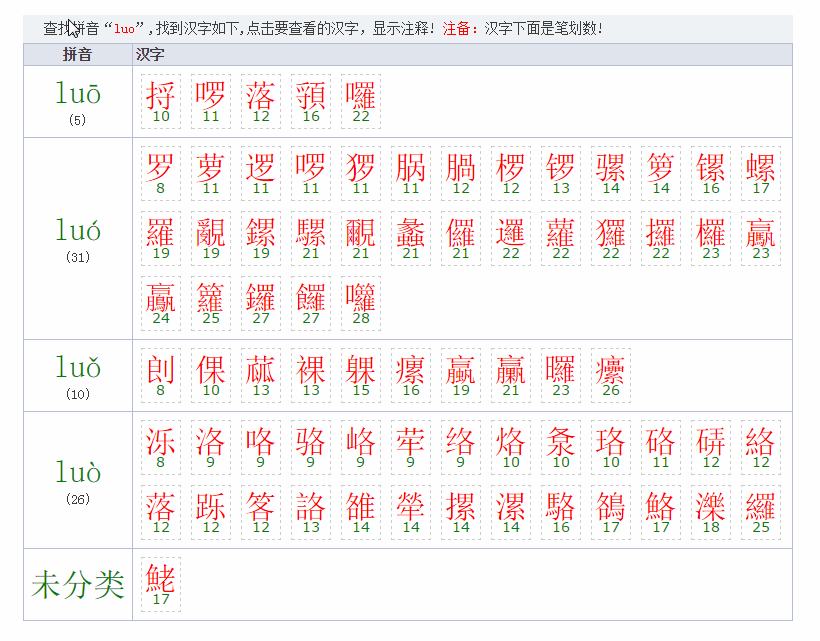 查找拼音“luo”,找到汉字如下,点击要查看的汉字，显示注释! 注备: 汉字下面是笔划数!
拼音 汉字
luō
(5)
捋 啰 落 頱 囉
10 11 12 16 22
luó
(31)
罗 萝 逻 啰 猡 脶 腡 椤 锣 骡 箩 镙 螺
8 11 11 11 11 11 12 12 13 14 14 16 17
羅 覶 鏍 騾 覼 蠡 儸 邏 蘿 玀 攞 欏 驘
19 19 19 21 21 21 21 22 22 22 22 23 23
籮 鑼 饠 囖
24 25 27 27 28
luǒ
(10)
剆 倮 蓏 裸 躶 瘰 臝 曪 癳
8 10 13 13 15 16 19 21 23 26
luò
(26)
泺 洛 咯 骆 峈 荦 络 烙 珞 硌 絡
8 9 9 9 9 9 9 10 10 10 11 12 12
落 跞 笿 詻 雒 犖 摞 漯 駱 鵅 鮥 濼 纙
12 12 12 13 14 14 14 14 16 17 17 18 25
未分类
鮱
17